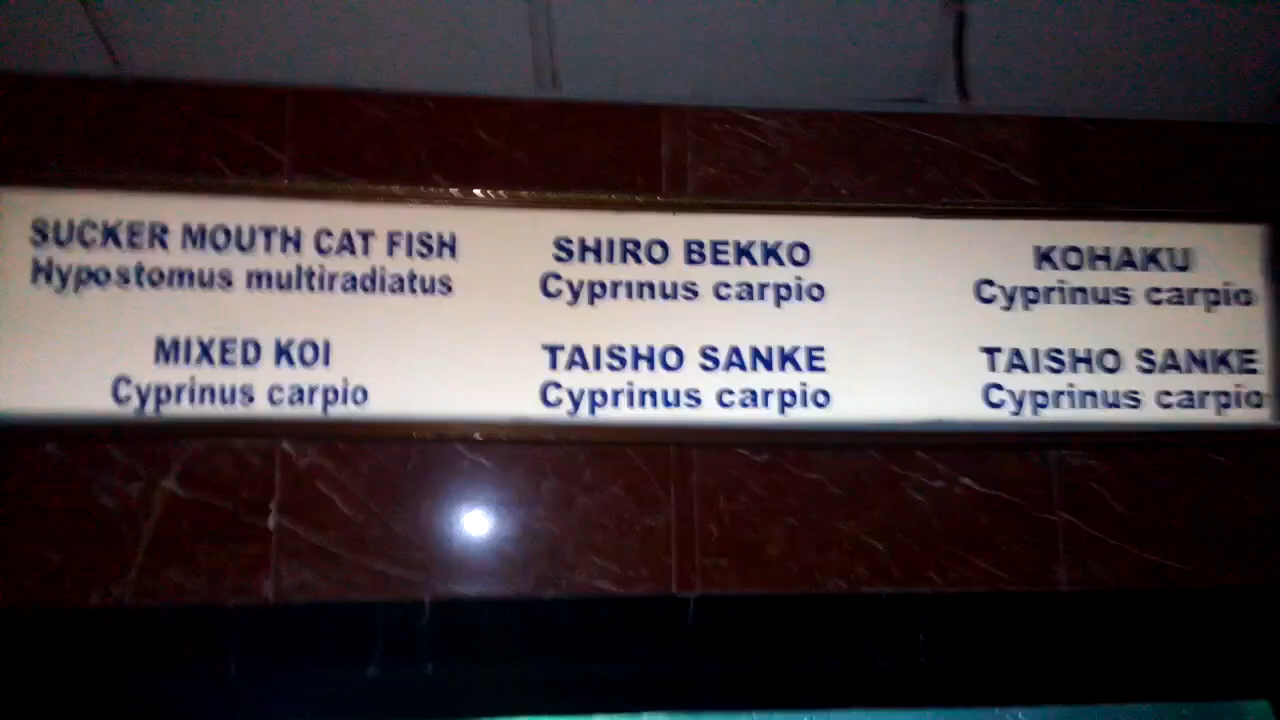 SUCKER MOUTH CAT FISH
Hypostomus multiradiatus
MIXED KOI
Cyprinus carpio
SHIRO BEKKO
Cyprinus carpio
TAISHO SANKE
Cyprinus carpio
KOHAKU
Cyprinus carpio
TAISHO SANKE
Cyprinus carpio